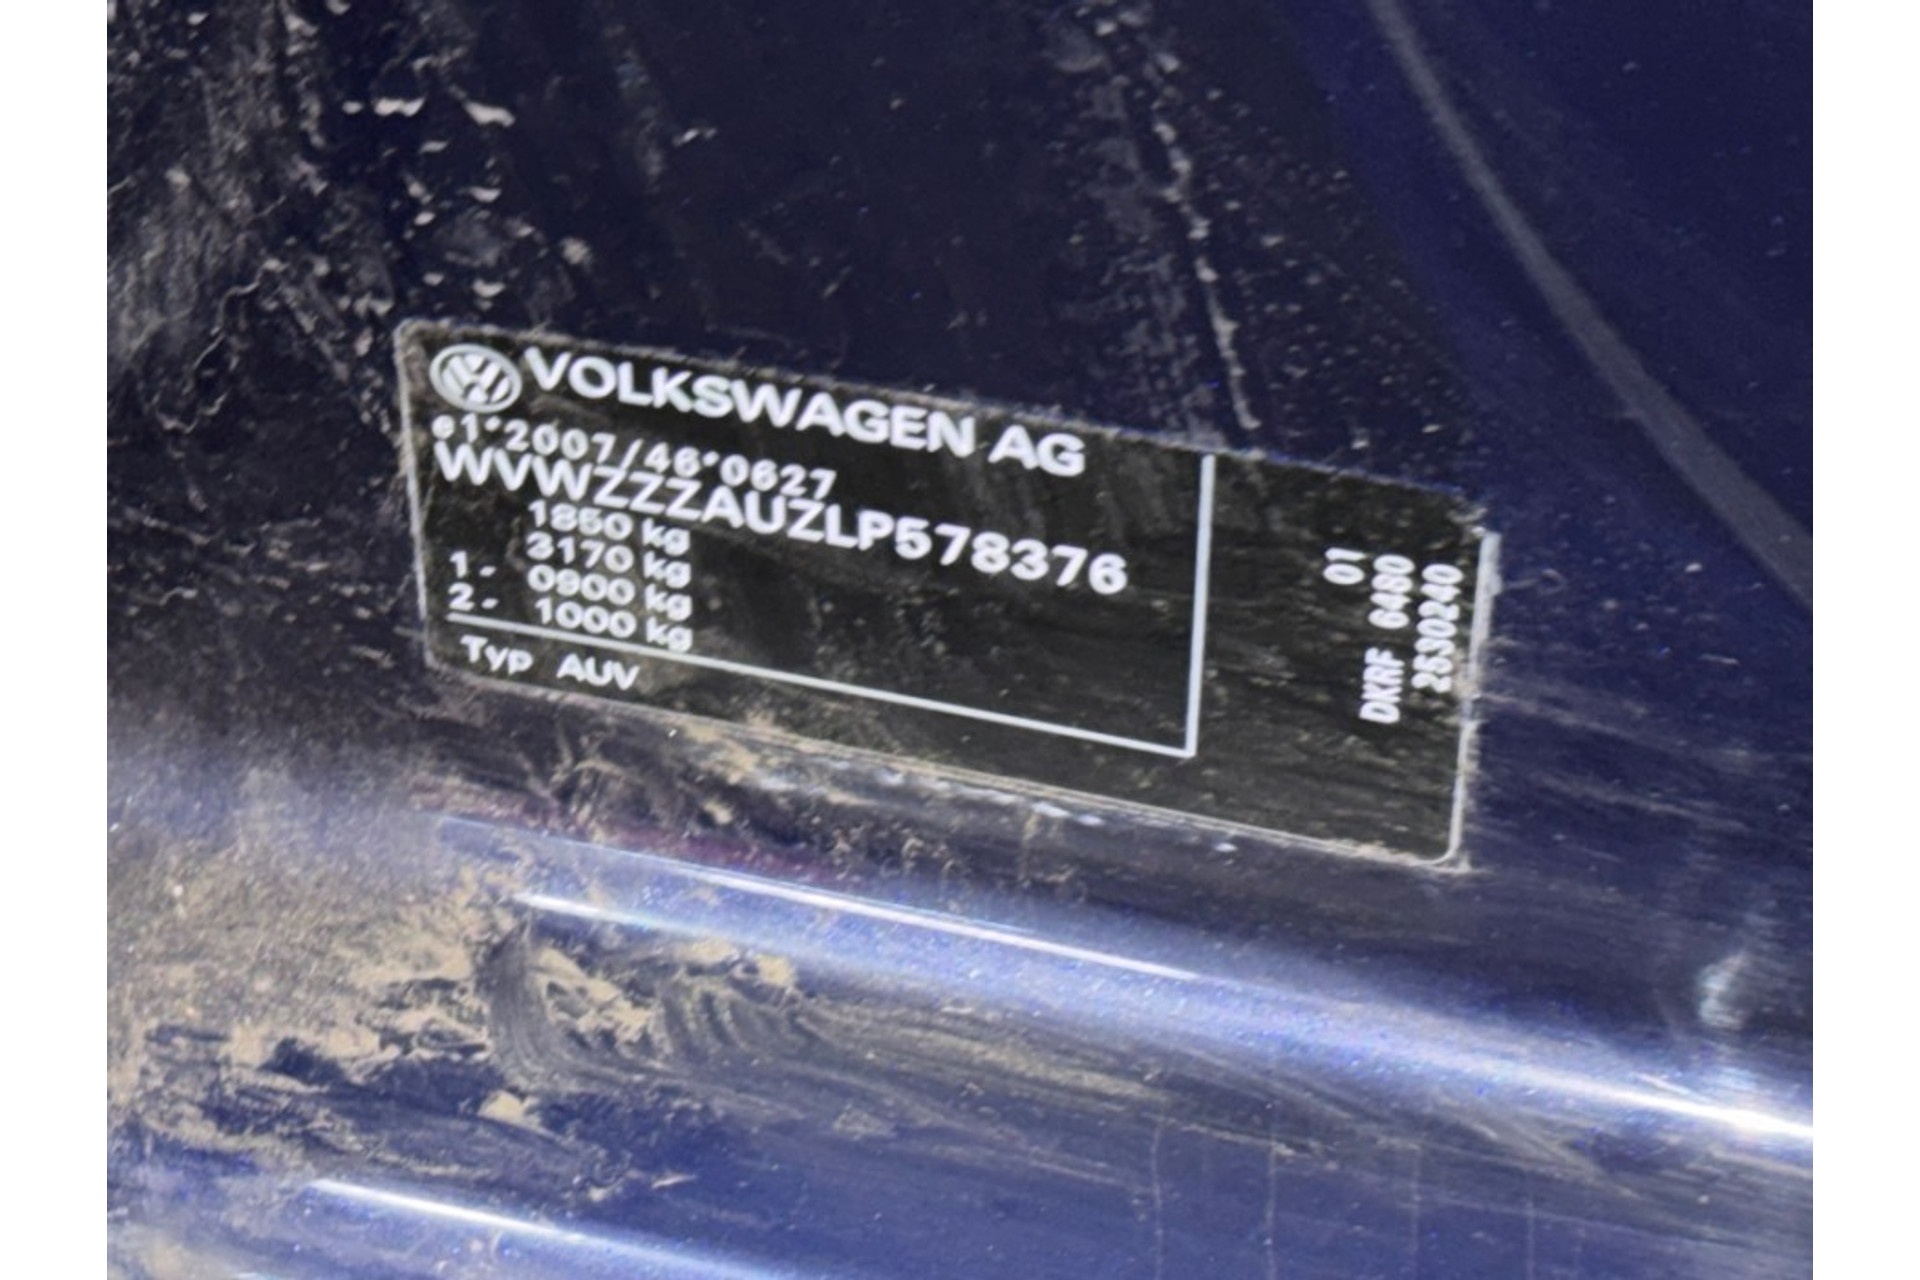 VOLKSWAGEN AG
e1*2007/46*0627
WVWZZZAUZLP578376
1850 kg
3170 kg
1- 0900 kg
2- 1000 kg
Typ AUV
01
DKRF 6480
2530240